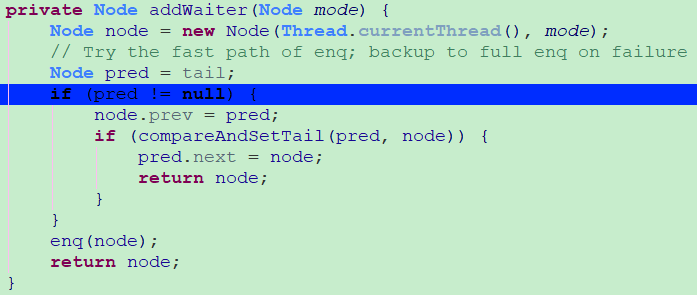 private Node addWaiter(Node mode) {
    Node node = new Node(Thread.currentThread(), mode);
    // Try the fast path of enq; backup to full enq on failure
    Node pred = tail;
    if (pred != null) {
        node.prev = pred;
        if (compareAndSetTail(pred, node)) {
            pred.next = node;
            return node;
        }
    }
    enq(node);
    return node;
}